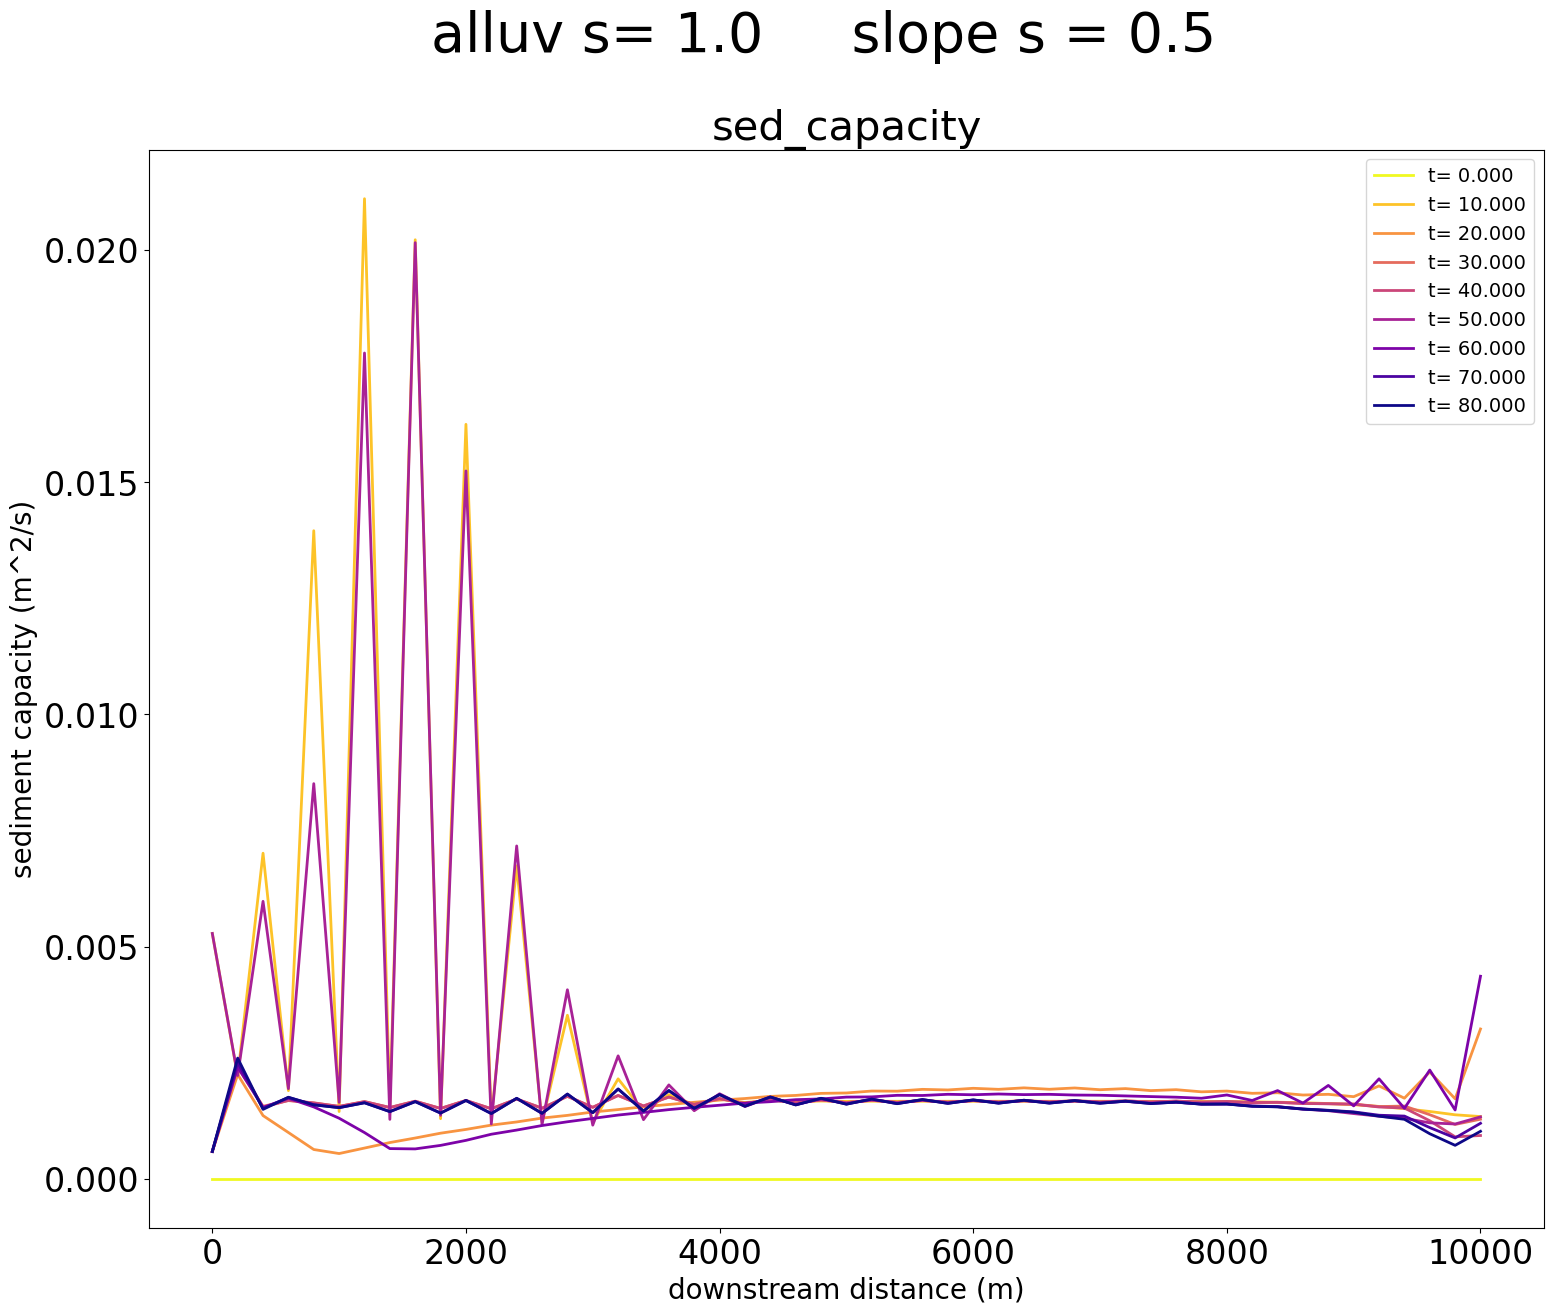 alluv s= 1.0     slope s = 0.5
sed_capacity
sediment capacity (m^2/s)
0.020
0.015
0.010
0.005
0.000
t= 0.000
t= 10.000
t= 20.000
t= 30.000
t= 40.000
t= 50.000
t= 60.000
t= 70.000
t= 80.000
0 2000 4000 6000 8000 10000
downstream distance (m)